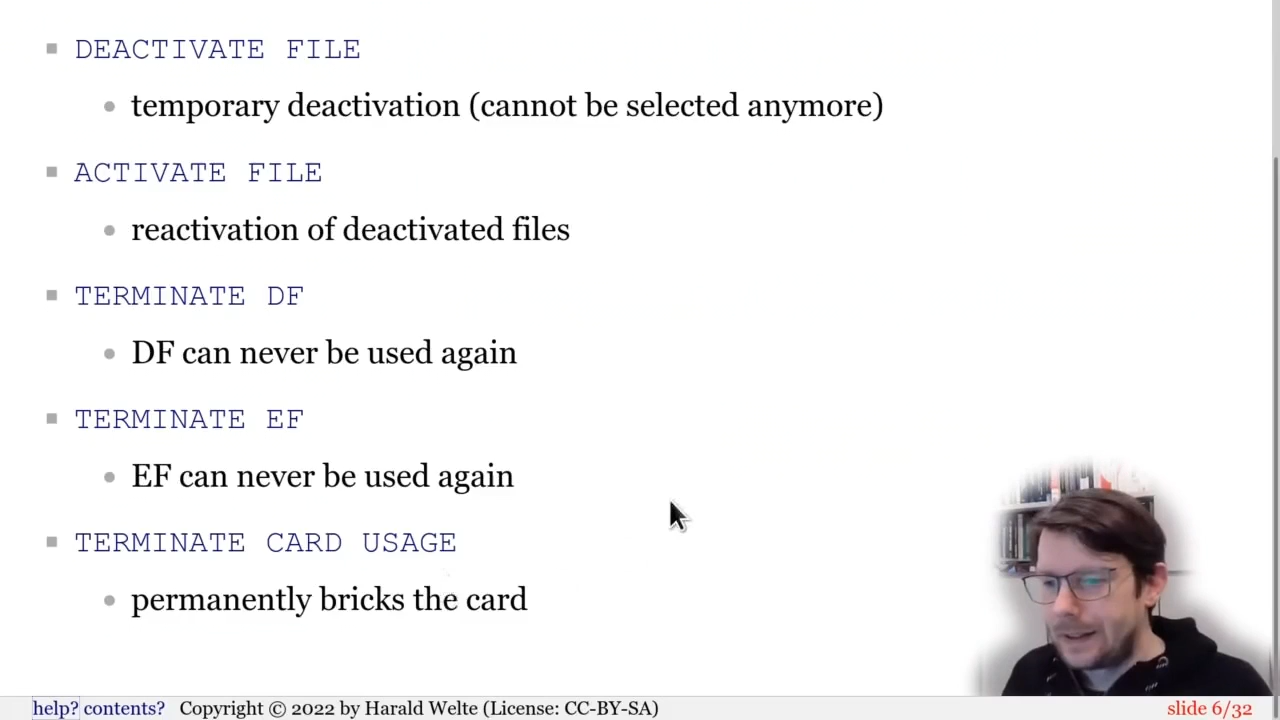 DEACTIVATE FILE
temporary deactivation (cannot be selected anymore)
ACTIVATE FILE
reactivation of deactivated files
TERMINATE DF
DF can never be used again
TERMINATE EF
EF can never be used again
TERMINATE CARD USAGE
permanently bricks the card
help? contents? Copyright © 2022 by Harald Welte (License: CC-BY-SA) slide 6/32